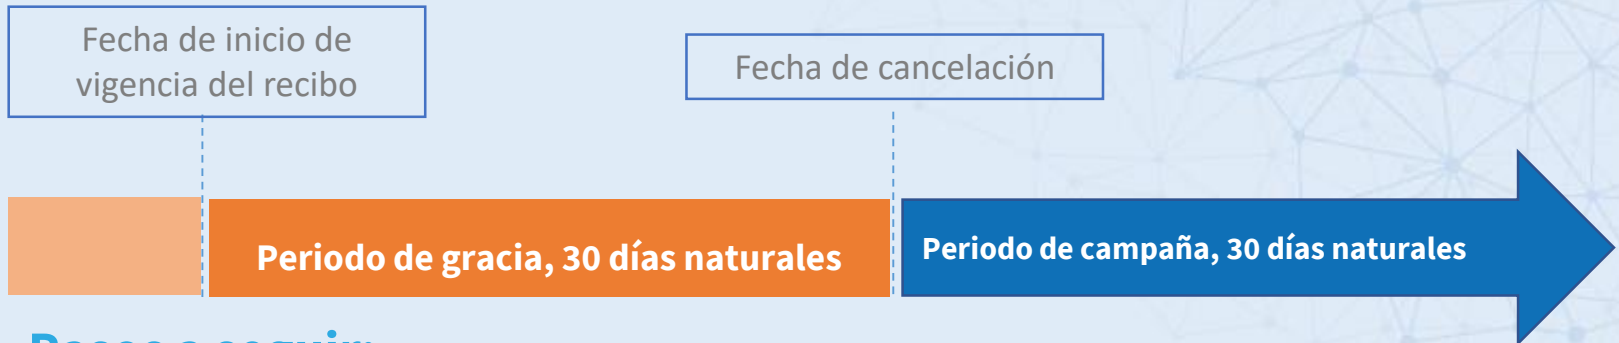 Fecha de inicio de
vigencia del recibo
Fecha de cancelación
Periodo de gracia, 30 días naturales
Periodo de campaña, 30 días naturales